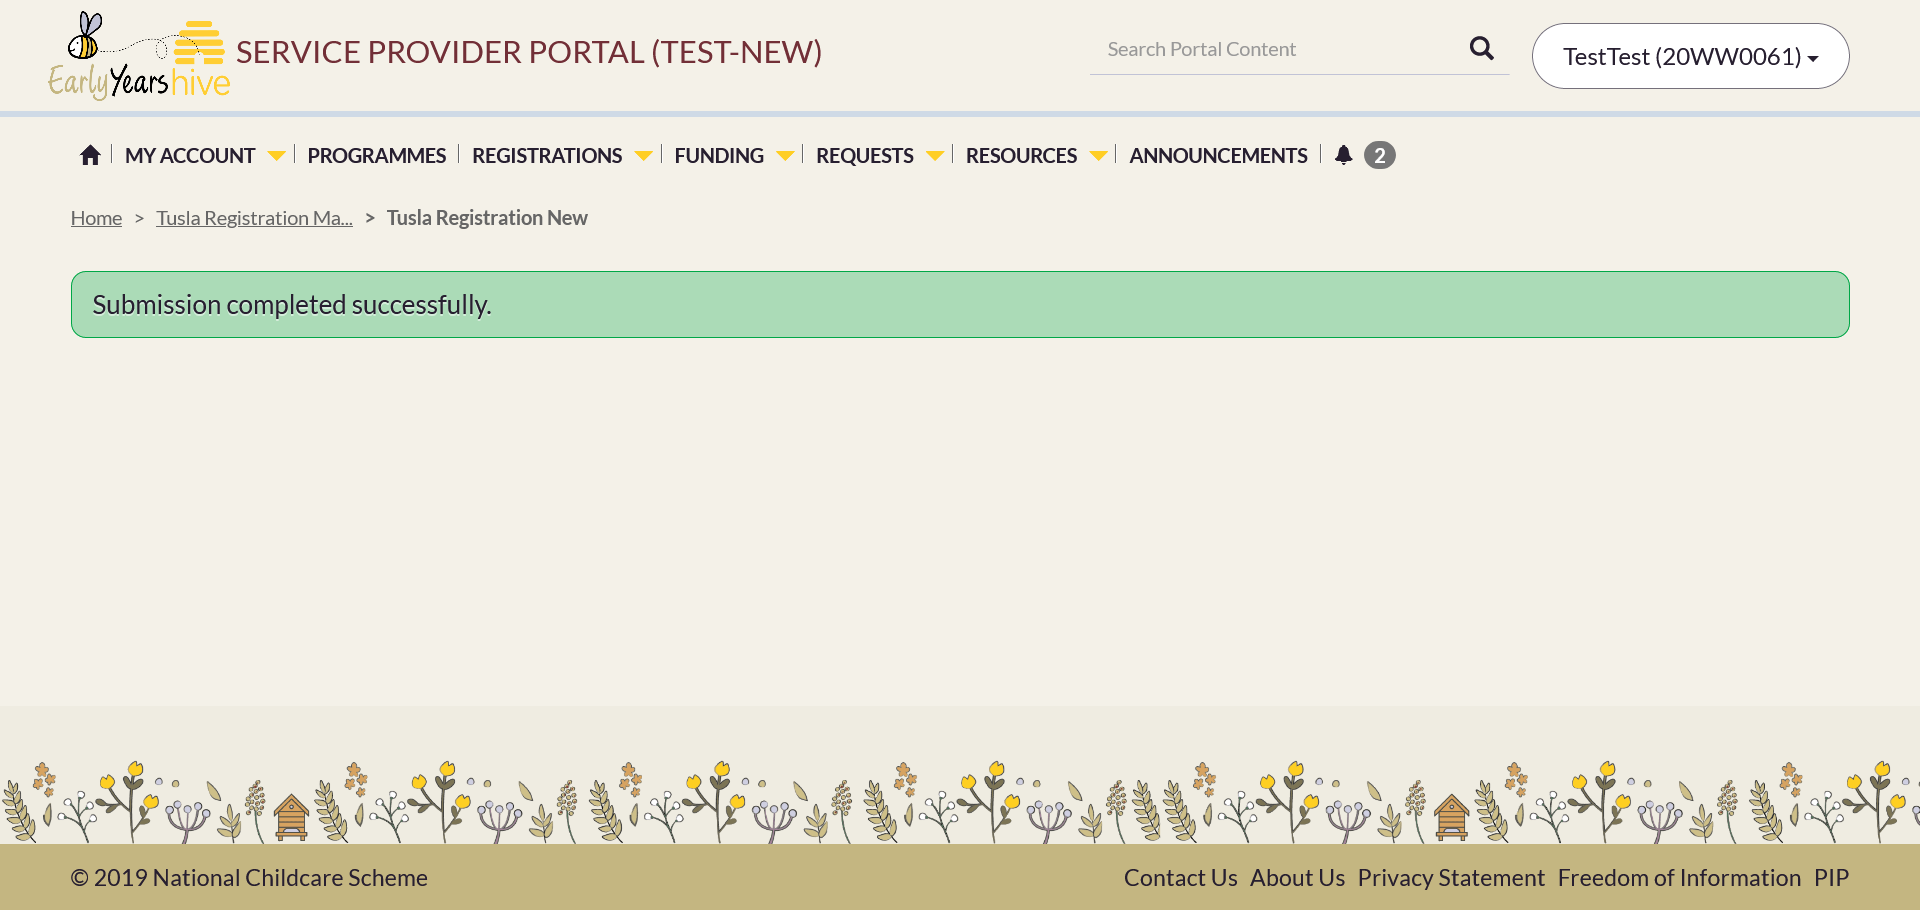 Early Years hive
SERVICE PROVIDER PORTAL (TEST-NEW)
Search Portal Content
TestTest (20WW0061)
MY ACCOUNT
PROGRAMMES
REGISTRATIONS
FUNDING
REQUESTS
RESOURCES
ANNOUNCEMENTS
2
Home > Tusla Registration Ma... > Tusla Registration New
Submission completed successfully.
© 2019 National Childcare Scheme
Contact Us About Us Privacy Statement Freedom of Information PIP